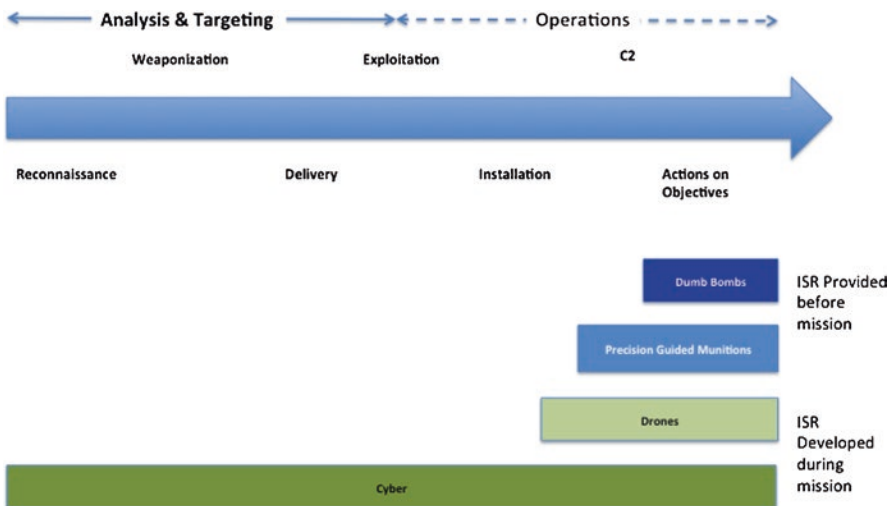 Analysis & Targeting
Operations
Weaponization
Exploitation
C2
Reconnaissance
Delivery
Installation
Actions on
Objectives
Dumb Bombs
ISR Provided
before
mission
Precision Guided Munitions
Drones
ISR
Developed
during
mission
Cyber